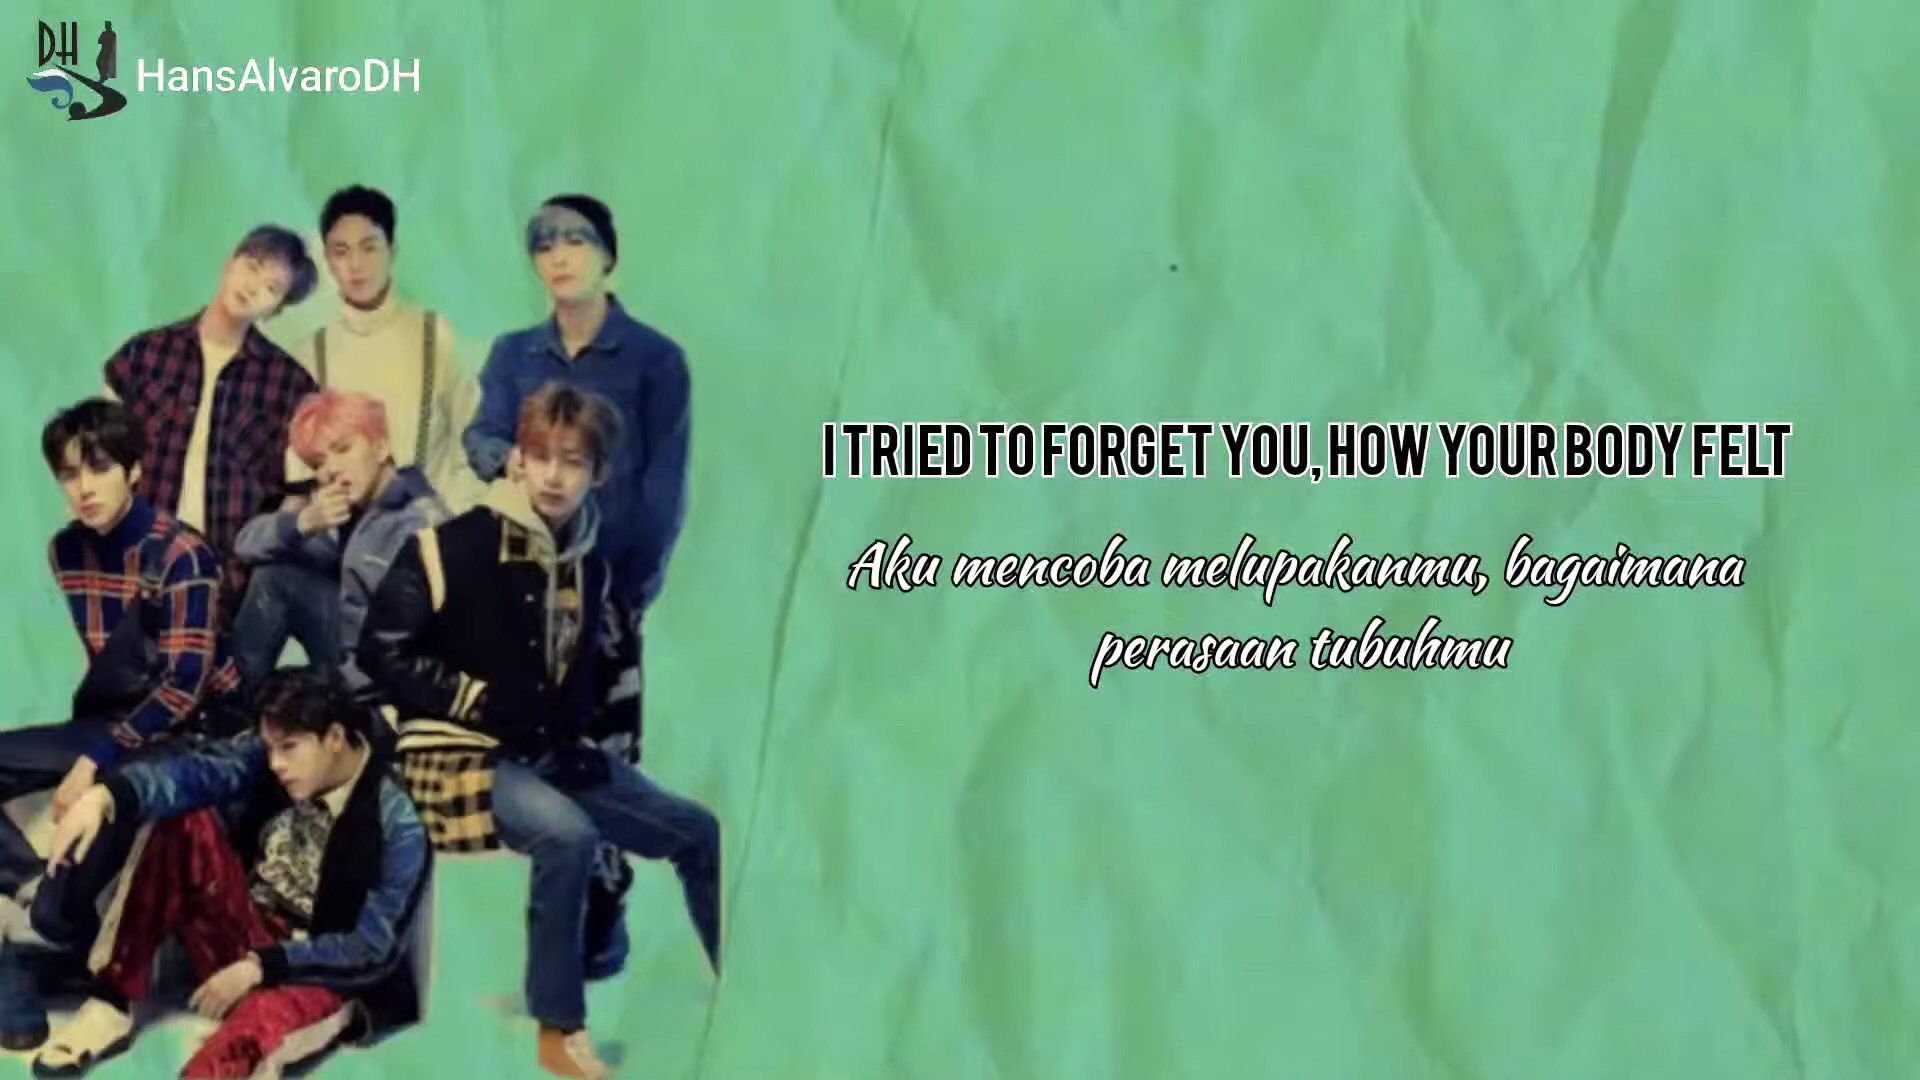 DH
HansAlvaroDH
I TRIED TO FORGET YOU, HOW YOUR BODY FELT
Aku mencoba melupakanmu, bagaimana
perasaan tubuhmu